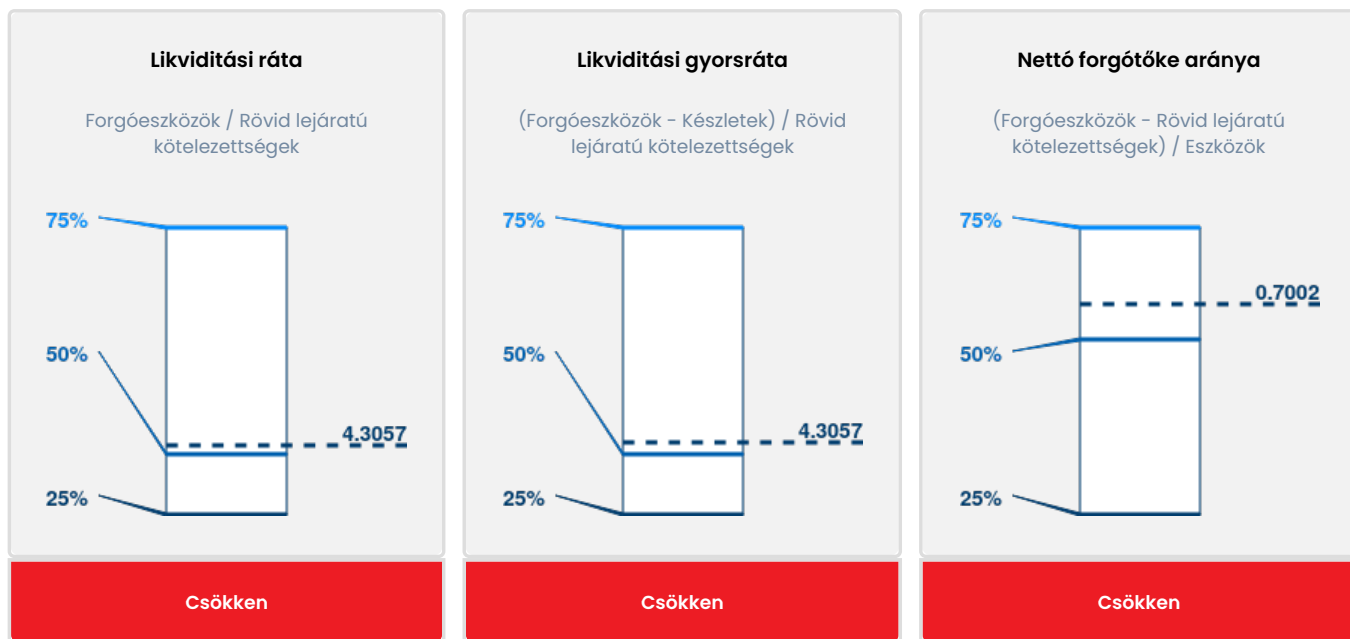 Likviditási ráta
Forgóeszközök / Rövid lejáratú
kötelezettségek
75%
50%
4.3057
25%
Csökken
Likviditási gyorsráta
(Forgóeszközök - Készletek) / Rövid
lejáratú kötelezettségek
75%
50%
4.3057
25%
Csökken
Nettó forgótőke aránya
(Forgóeszközök - Rövid lejáratú
kötelezettségek) / Eszközök
75%
0.7002
50%
25%
Csökken